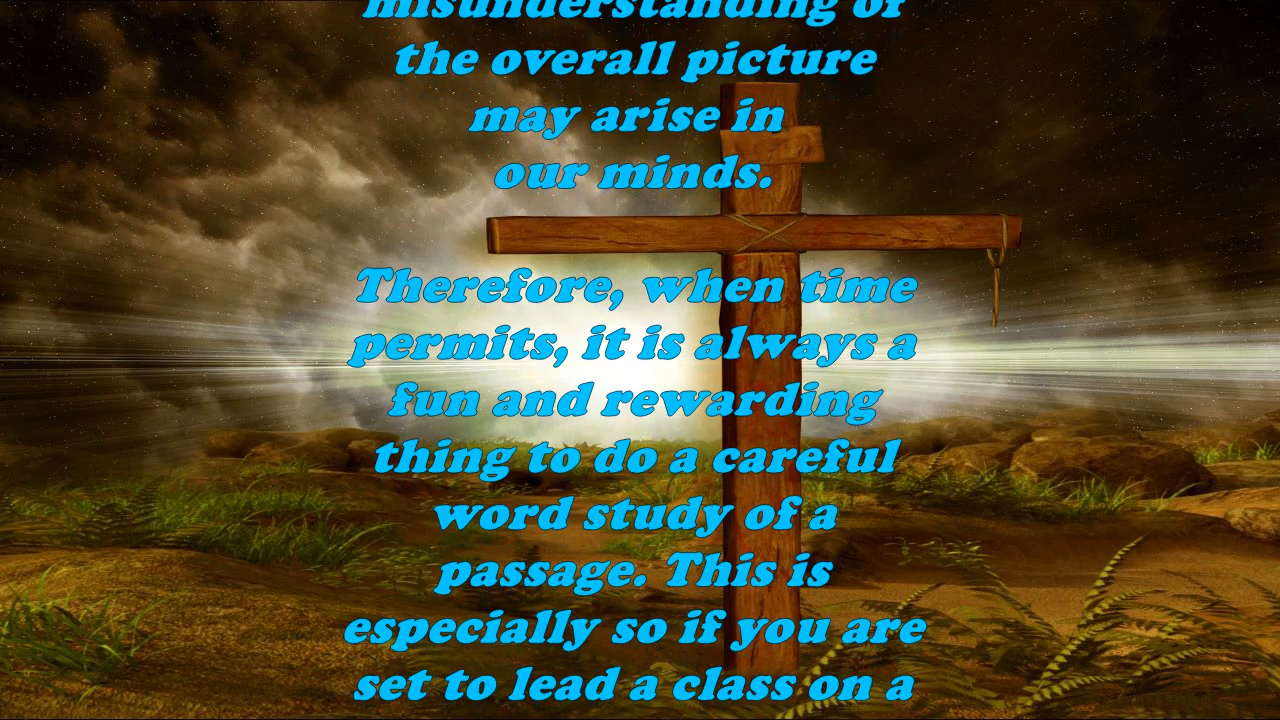 misunderstanding of
the overall picture
may arise in
our minds.
Therefore, when time
permits, it is always a
fun and rewarding
thing to do a careful
word study of a
passage. This is
especially so if you are
set to lead a class on a